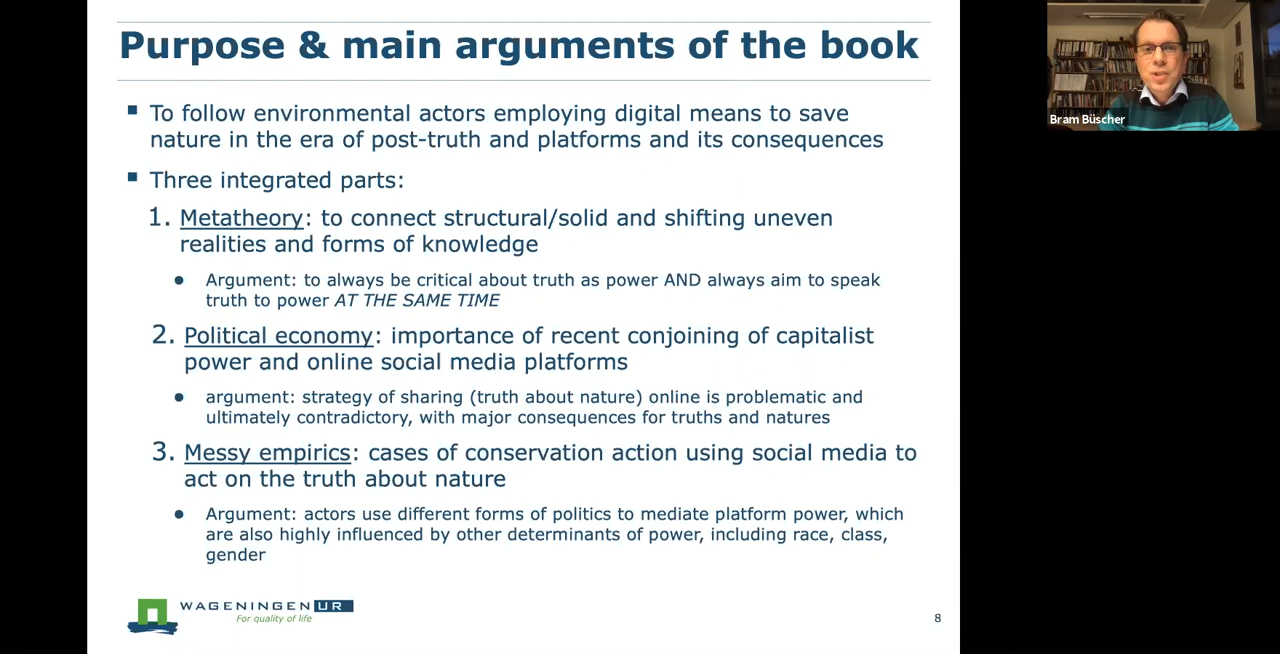 Purpose & main arguments of the book
Bram Büscher
▪ To follow environmental actors employing digital means to save
nature in the era of post-truth and platforms and its consequences
▪ Three integrated parts:
1. Metatheory: to connect structural/solid and shifting uneven
realities and forms of knowledge
• Argument: to always be critical about truth as power AND always aim to speak
truth to power AT THE SAME TIME
2. Political economy: importance of recent conjoining of capitalist
power and online social media platforms
• argument: strategy of sharing (truth about nature) online is problematic and
ultimately contradictory, with major consequences for truths and natures
3. Messy empirics: cases of conservation action using social media to
act on the truth about nature
• Argument: actors use different forms of politics to mediate platform power, which
are also highly influenced by other determinants of power, including race, class,
gender
WAGENINGEN UR
For quality of life
8